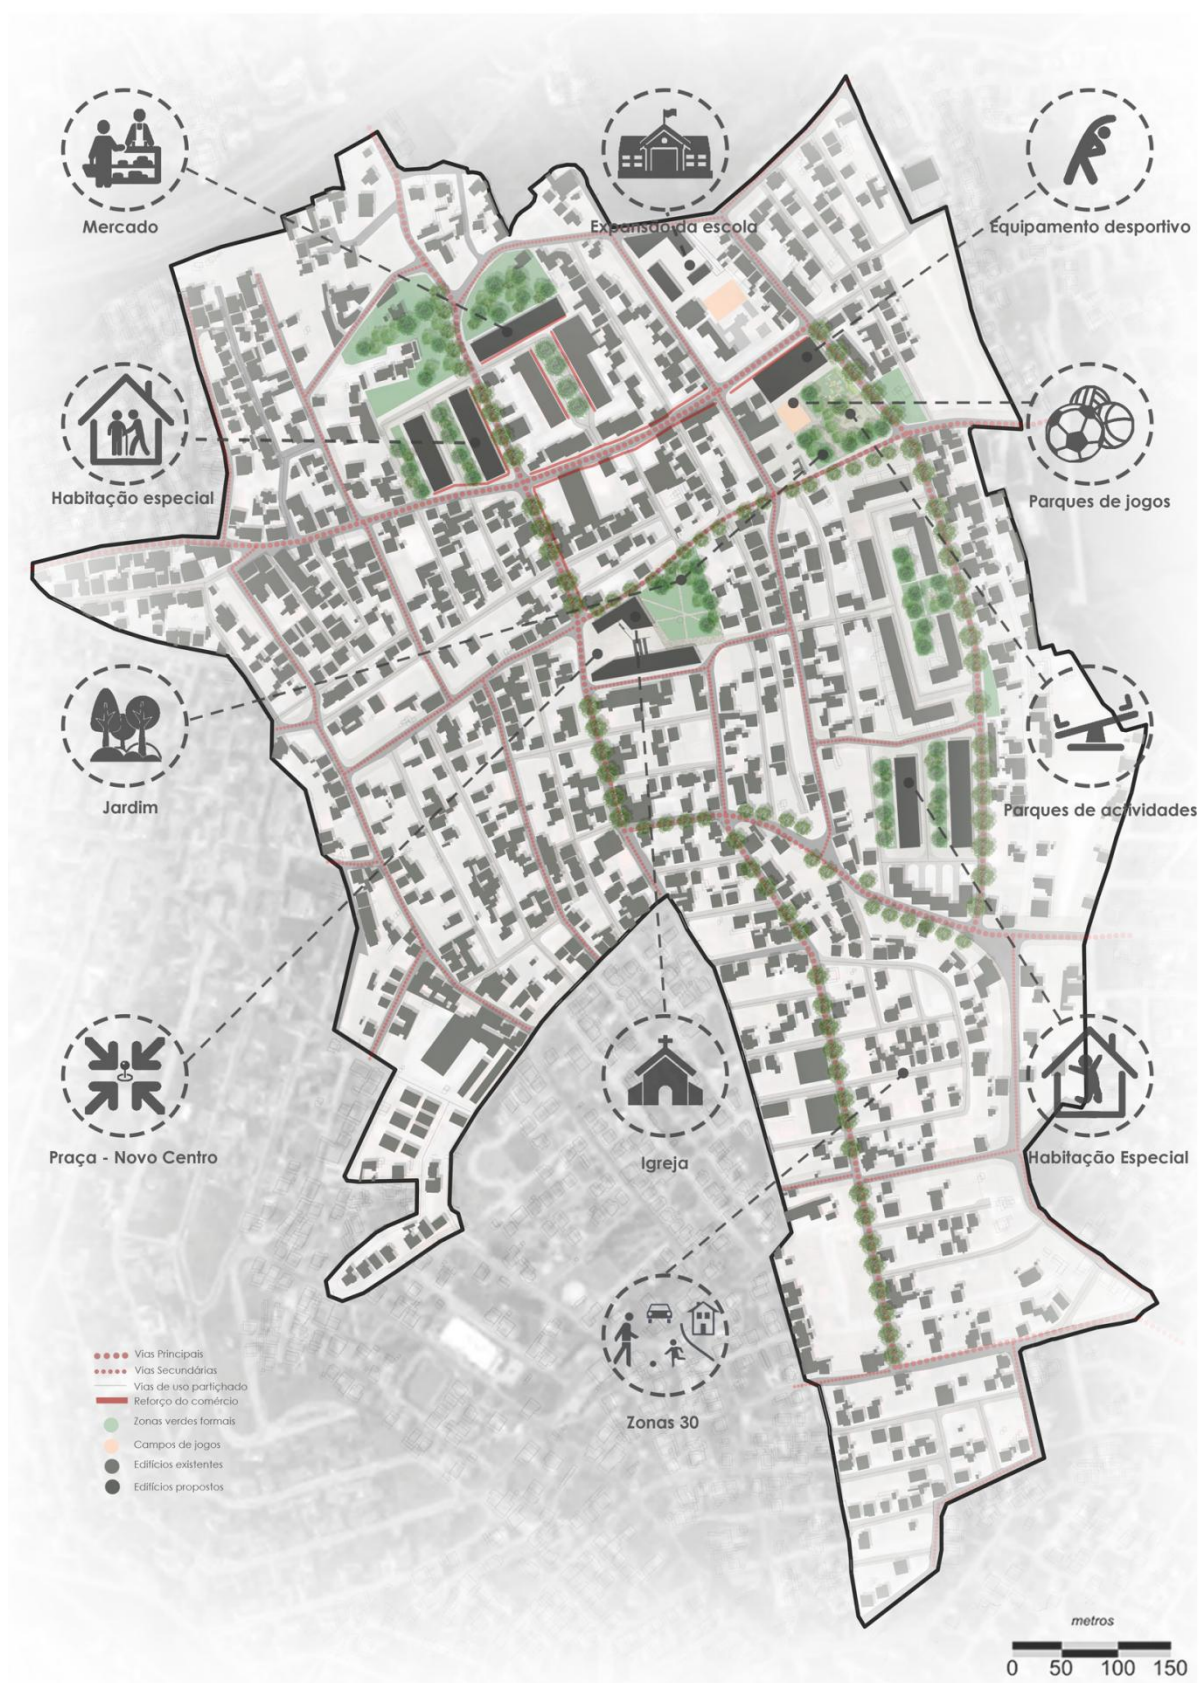 Mercado
Expansão da escola
Equipamento desportivo
Habitação especial
Parques de jogos
Jardim
Parques de actividades
Praça - Novo Centro
Igreja
Habitação Especial
Zonas 30
Vias Principais
Vias Secundárias
Vias de uso partiçhado
Reforço do comércio
Zonas verdes formais
Campos de jogos
Edifícios existentes
Edifícios propostos
metros
0 50 100 150